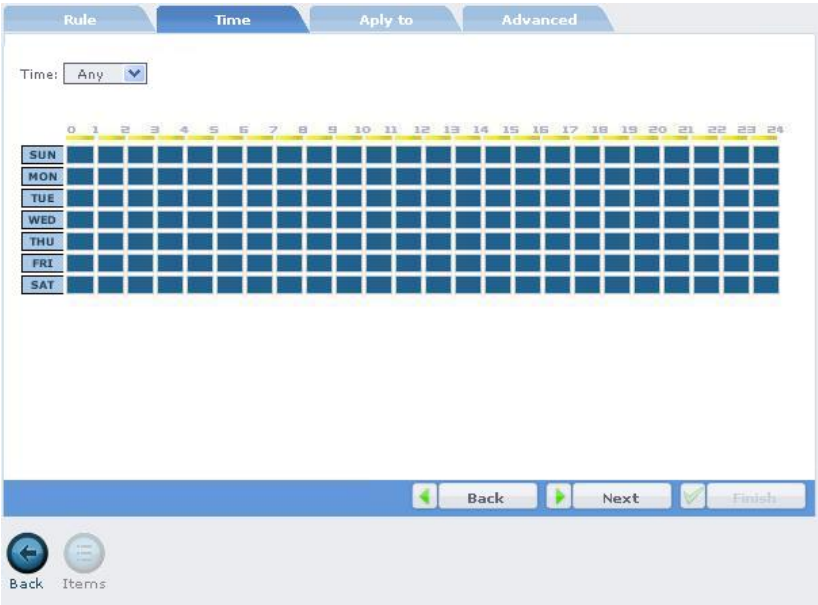 Rule Time Aply to Advanced
Time: Any
0 1 2 3 4 5 6 7 8 9 10 11 12 13 14 15 16 17 18 19 20 21 22 23 24
SUN
MON
TUE
WED
THU
FRI
SAT
Back Next Finish
Back Items